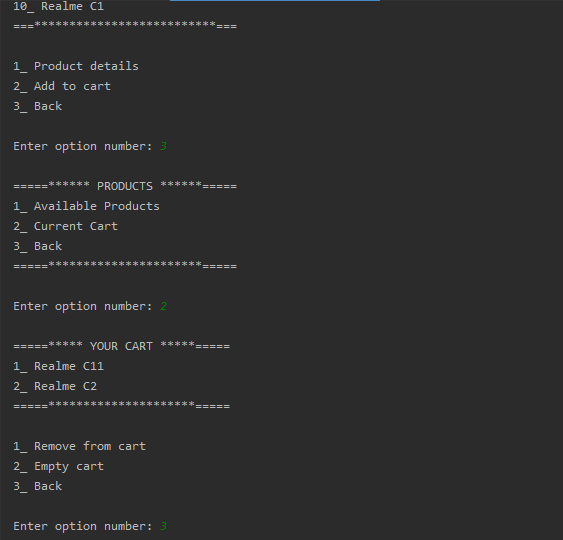 10_ Realme C1
===**************************===
1_ Product details
2_ Add to cart
3_ Back
Enter option number: 3
=====****** PRODUCTS ******=====
1_ Available Products
2_ Current Cart
3_ Back
=====**********************=====
Enter option number: 2
=====***** YOUR CART *****=====
1_ Realme C11
2_ Realme C2
=====*********************=====
1_ Remove from cart
2_ Empty cart
3_ Back
Enter option number: 3